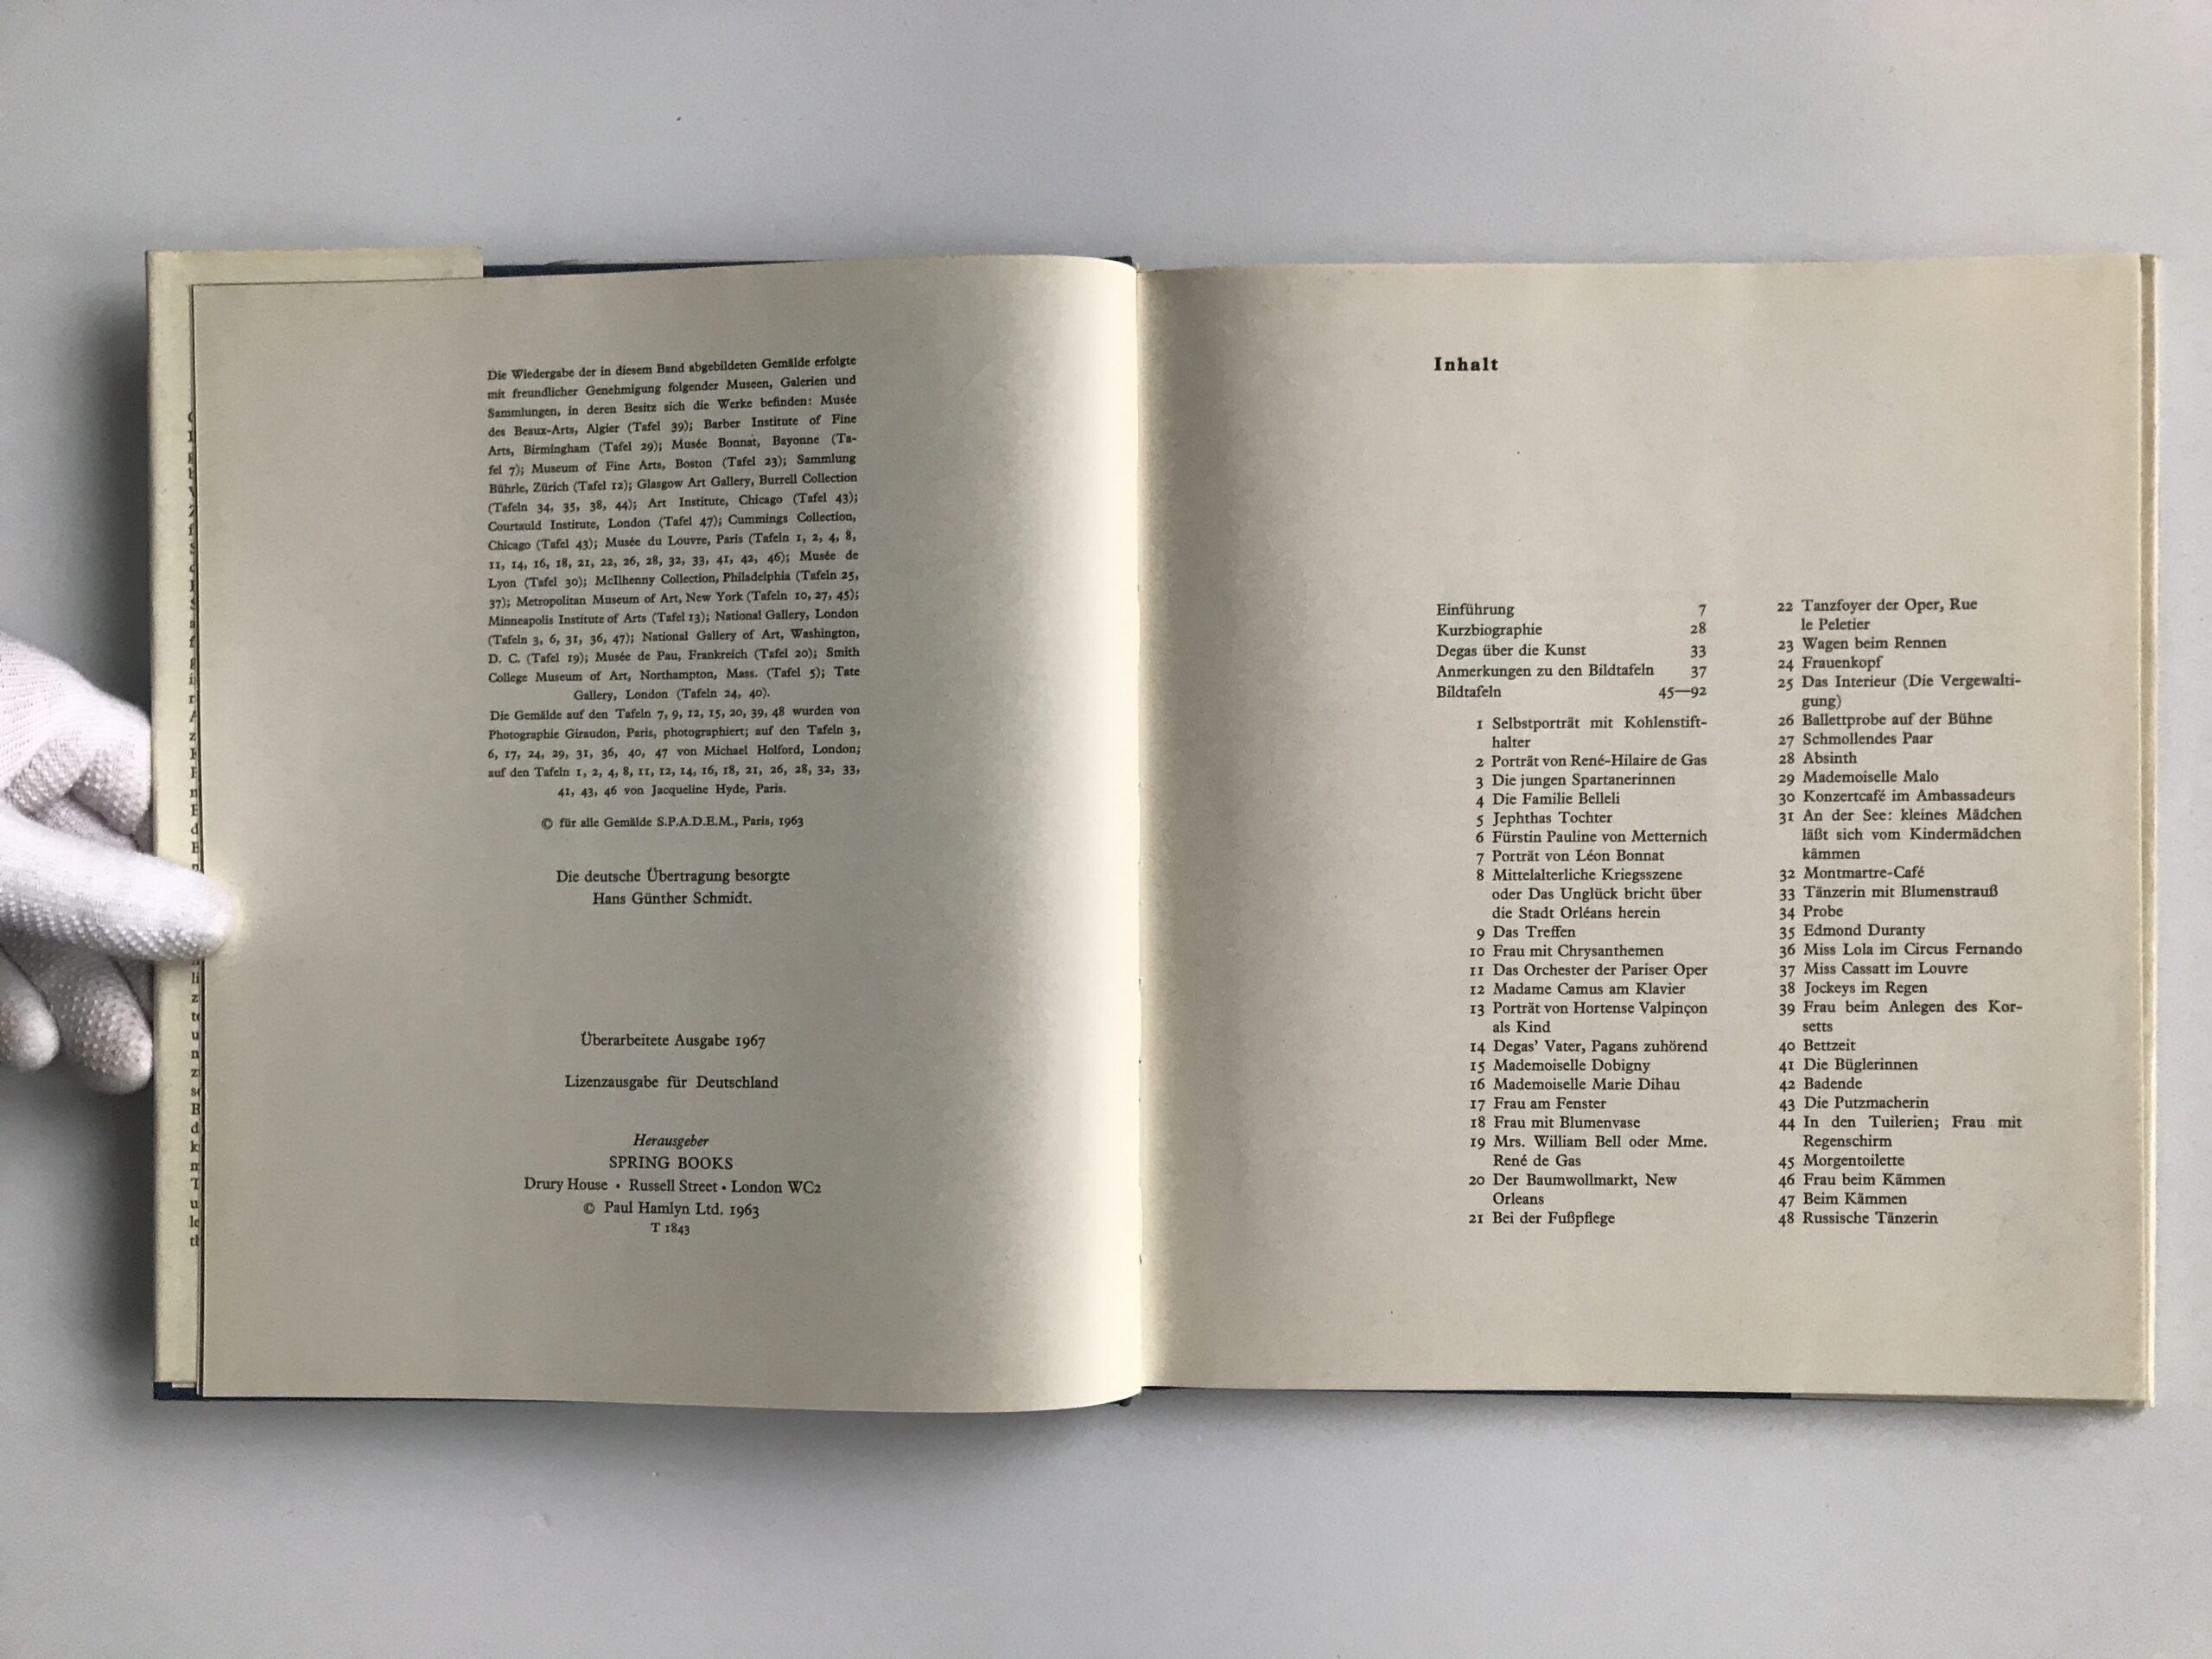 Die Wiedergabe der in diesem Band abgebildeten Gemälde erfolgte
mit freundlicher Genehmigung folgender Museen, Galerien und
Sammlungen, in deren Besitz sich die Werke befinden: Musée
des Beaux-Arts, Algier (Tafel 39); Barber Institute of Fine
Arts, Birmingham (Tafel 29); Musée Bonnat, Bayonne (Ta-
fel 7); Museum of Fine Arts, Boston (Tafel 23); Sammlung
Bührle, Zürich (Tafel 12); Glasgow Art Gallery, Burrell Collection
(Tafeln 34, 35, 38, 44); Art Institute, Chicago (Tafel 43);
Courtauld Institute, London (Tafel 47); Cummings Collection,
Chicago (Tafel 43); Musée du Louvre, Paris (Tafeln 1, 2, 4, 8,
11, 14, 16, 18, 21, 22, 26, 28, 32, 33, 41, 42, 46); Musée de
Lyon (Tafel 30); McIlhenny Collection, Philadelphia (Tafeln 25,
37); Metropolitan Museum of Art, New York (Tafeln 10, 27, 45);
Minneapolis Institute of Arts (Tafel 13); National Gallery, London
(Tafeln 3, 6, 31, 36, 47); National Gallery of Art, Washington,
D. C. (Tafel 19); Musée de Pau, Frankreich (Tafel 20); Smith
College Museum of Art, Northampton, Mass. (Tafel 5); Tate
Gallery, London (Tafeln 24, 40).
Die Gemälde auf den Tafeln 7, 9, 12, 15, 20, 39, 48 wurden von
Photographie Giraudon, Paris, photographiert; auf den Tafeln 3,
6, 17, 24, 29, 31, 36, 40, 47 von Michael Holford, London;
auf den Tafeln 1, 2, 4, 8, 11, 12, 14, 16, 18, 21, 26, 28, 32, 33,
41, 43, 46 von Jacqueline Hyde, Paris.
© für alle Gemälde S.P.A.D.E.M., Paris, 1963
Die deutsche Übertragung besorgte
Hans Günther Schmidt.
Überarbeitete Ausgabe 1967
Lizenzausgabe für Deutschland
Herausgeber
SPRING BOOKS
Drury House • Russell Street • London WC2
© Paul Hamlyn Ltd. 1963
T 1843
Inhalt
Einführung 7
Kurzbiographie 28
Degas über die Kunst 33
Anmerkungen zu den Bildtafeln 37
Bildtafeln 45—92
1 Selbstporträt mit Kohlenstift-
halter
2 Porträt von René-Hilaire de Gas
3 Die jungen Spartanerinnen
4 Die Familie Belleli
5 Jephthas Tochter
6 Fürstin Pauline von Metternich
7 Porträt von Léon Bonnat
8 Mittelalterliche Kriegsszene
oder Das Unglück bricht über
die Stadt Orléans herein
9 Das Treffen
10 Frau mit Chrysanthemen
11 Das Orchester der Pariser Oper
12 Madame Camus am Klavier
13 Porträt von Hortense Valpinçon
als Kind
14 Degas' Vater, Pagans zuhörend
15 Mademoiselle Dobigny
16 Mademoiselle Marie Dihau
17 Frau am Fenster
18 Frau mit Blumenvase
19 Mrs. William Bell oder Mme.
René de Gas
20 Der Baumwollmarkt, New
Orleans
21 Bei der Fußpflege
22 Tanzfoyer der Oper, Rue
le Peletier
23 Wagen beim Rennen
24 Frauenkopf
25 Das Interieur (Die Vergewalti-
gung)
26 Ballettprobe auf der Bühne
27 Schmollendes Paar
28 Absinth
29 Mademoiselle Malo
30 Konzertcafé im Ambassadeurs
31 An der See: kleines Mädchen
läßt sich vom Kindermädchen
kämmen
32 Montmartre-Café
33 Tänzerin mit Blumenstrauß
34 Probe
35 Edmond Duranty
36 Miss Lola im Circus Fernando
37 Miss Cassatt im Louvre
38 Jockeys im Regen
39 Frau beim Anlegen des Kor-
setts
40 Bettzeit
41 Die Büglerinnen
42 Badende
43 Die Putzmacherin
44 In den Tuilerien; Frau mit
Regenschirm
45 Morgentoilette
46 Frau beim Kämmen
47 Beim Kämmen
48 Russische Tänzerin